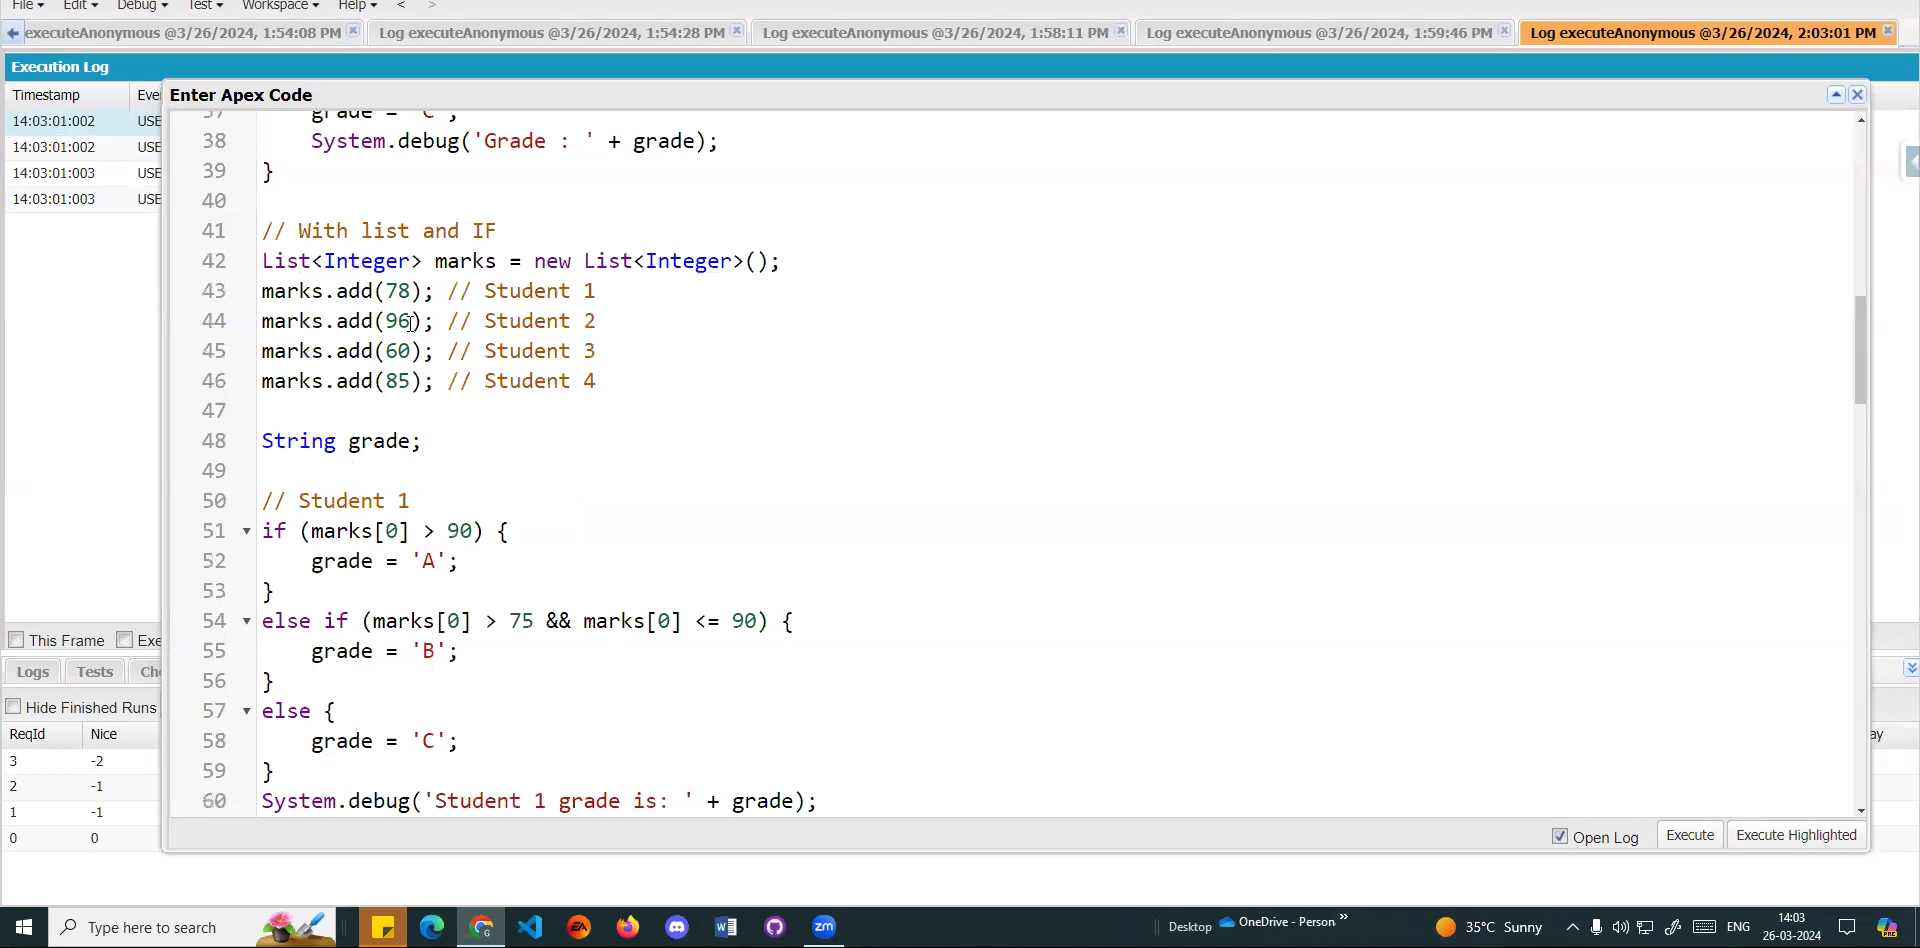 File Edit Debug Test Workspace Help < >
executeAnonymous @3/26/2024, 1:54:08 PM Log executeAnonymous @3/26/2024, 1:54:28 PM Log executeAnonymous @3/26/2024, 1:58:11 PM Log executeAnonymous @3/26/2024, 1:59:46 PM Log executeAnonymous @3/26/2024, 2:03:01 PM
Execution Log
Timestamp Eve
14:03:01:002 USE
14:03:01:002 USE
14:03:01:003 USE
14:03:01:003 USE
This Frame Exe
Logs Tests Ch
Hide Finished Runs
ReqId Nice
3 -2
2 -1
1 -1
0 0
ay
Enter Apex Code
37 grade = 'C';
38 System.debug('Grade : ' + grade);
39 }
40
41 // With list and IF
42 List<Integer> marks = new List<Integer>();
43 marks.add(78); // Student 1
44 marks.add(96); // Student 2
45 marks.add(60); // Student 3
46 marks.add(85); // Student 4
47
48 String grade;
49
50 // Student 1
51 if (marks[0] > 90) {
52 grade = 'A';
53 }
54 else if (marks[0] > 75 && marks[0] <= 90) {
55 grade = 'B';
56 }
57 else {
58 grade = 'C';
59 }
60 System.debug('Student 1 grade is: ' + grade);
Open Log Execute Execute Highlighted
Type here to search
zm
Desktop OneDrive - Person
35°C Sunny
ENG
14:03
26-03-2024